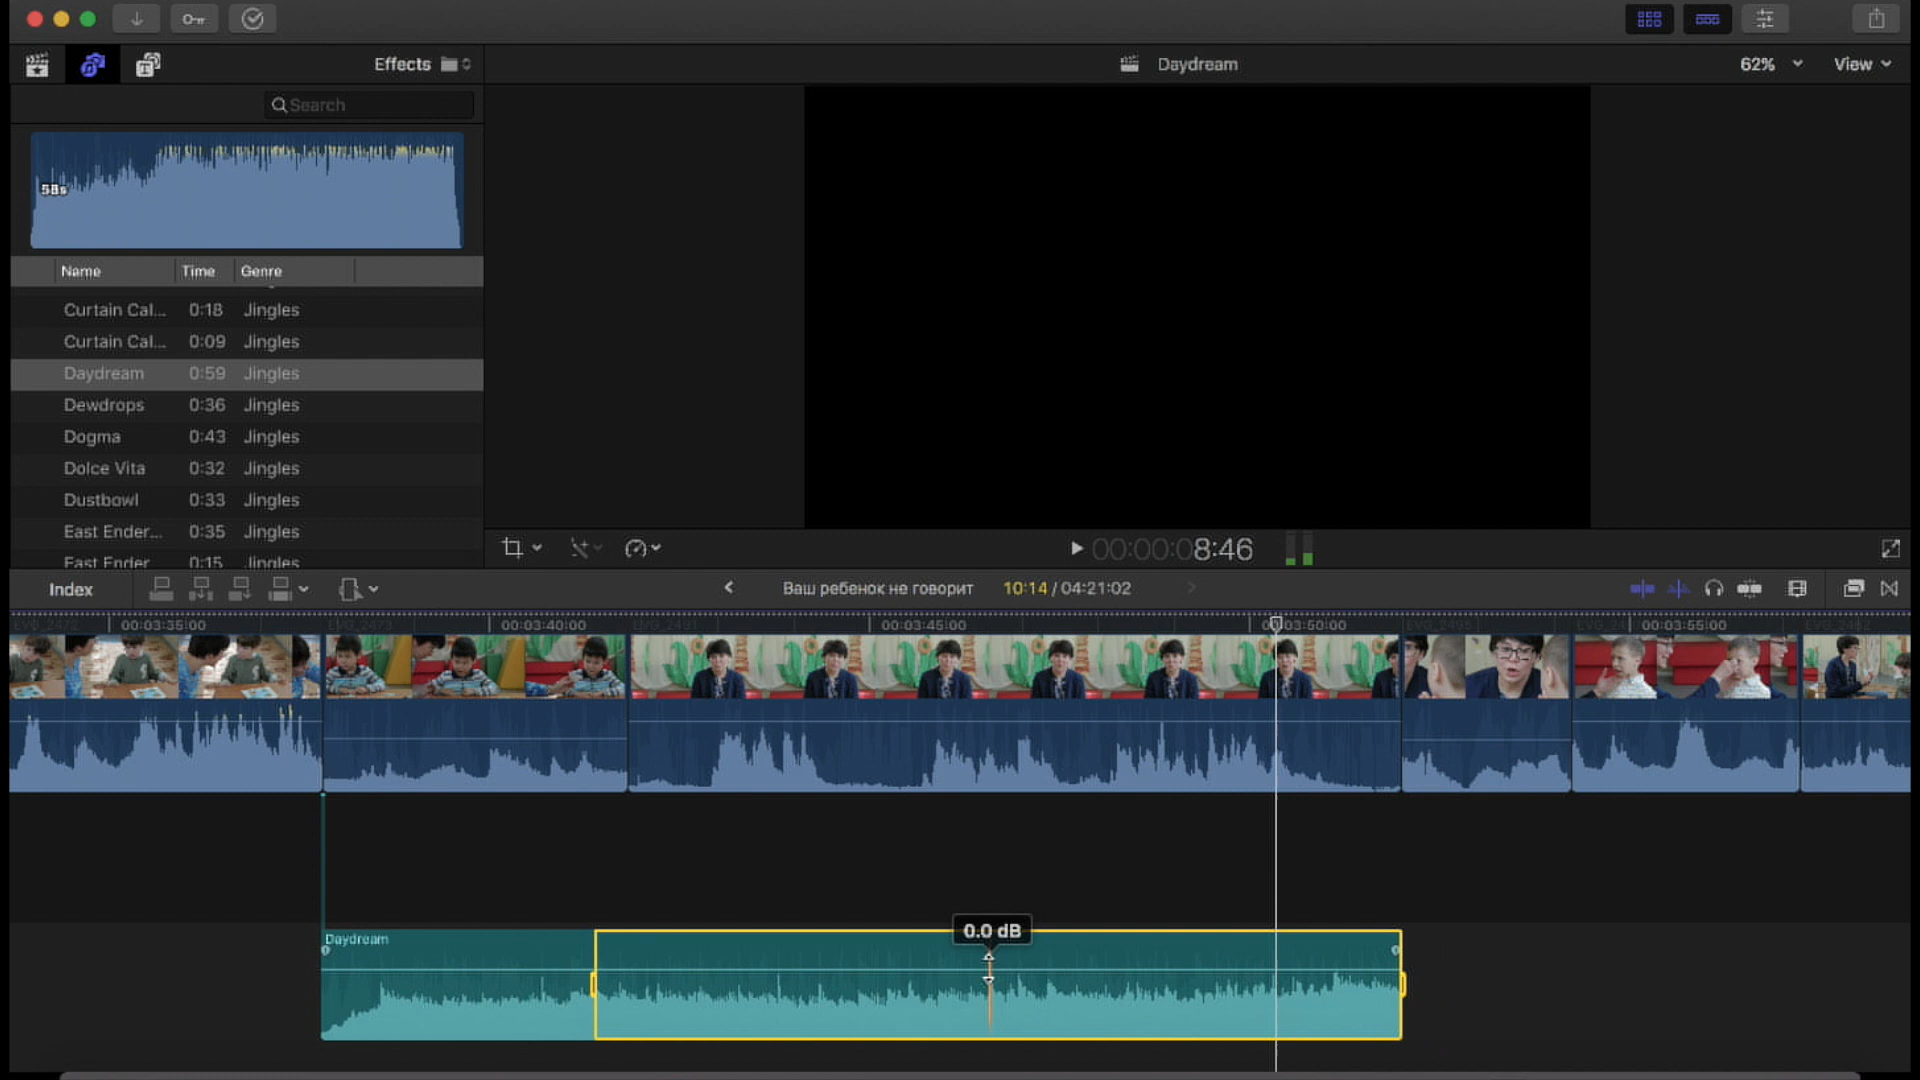 Effects
Daydream
62%
View
Search
58s
Name Time Genre
Curtain Cal... 0:18 Jingles
Curtain Cal... 0:09 Jingles
Daydream 0:59 Jingles
Dewdrops 0:36 Jingles
Dogma 0:43 Jingles
Dolce Vita 0:32 Jingles
Dustbowl 0:33 Jingles
East Ender... 0:35 Jingles
East Ender 0:15 Jingles
00:00:08:46
Index
Ваш ребенок не говорит
10:14 / 04:21:02
EVG_2473
00:03:35:00
00:03:40:00
00:03:45:00
00:03:50:00
00:03:55:00
Daydream
0.0 dB